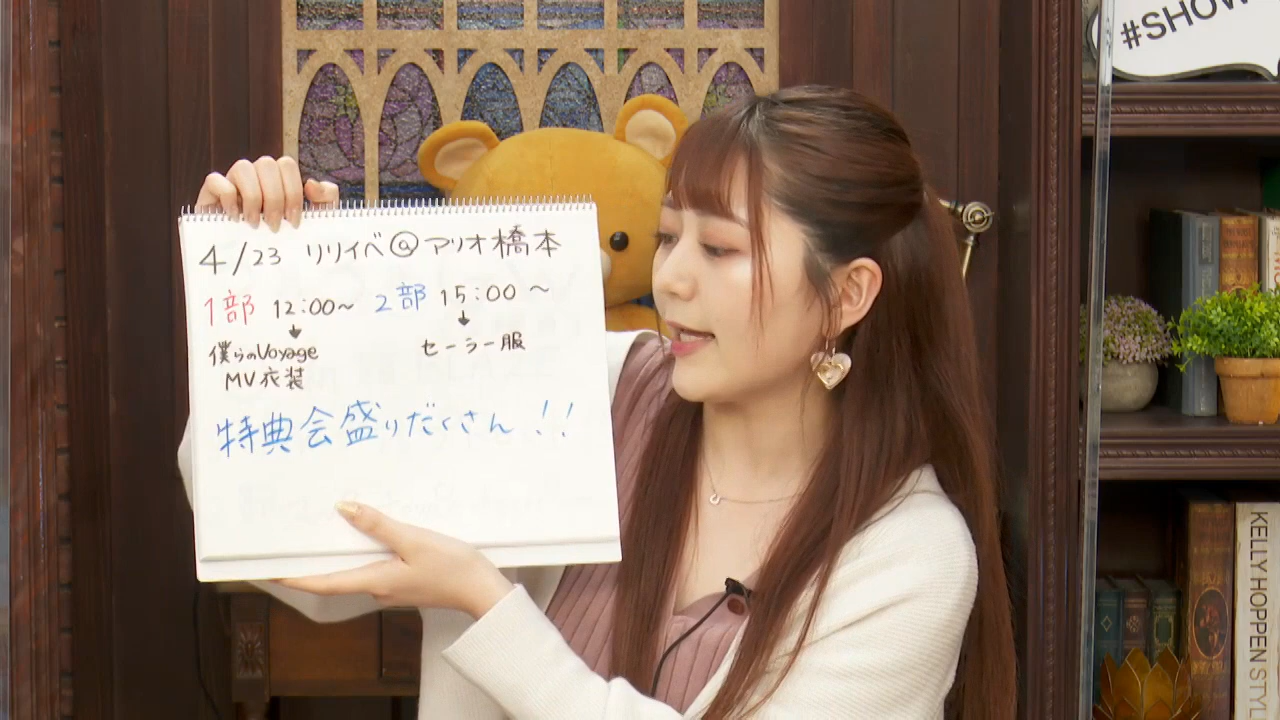 #SHOW
4/23 リリイベ@アリオ橋本
1部 12:00～ 2部 15:00～
↓ ↓
僕らのVoyage セーラー服
MV衣装
特典会盛りだくさん!!
KELLY HOPPEN STYL